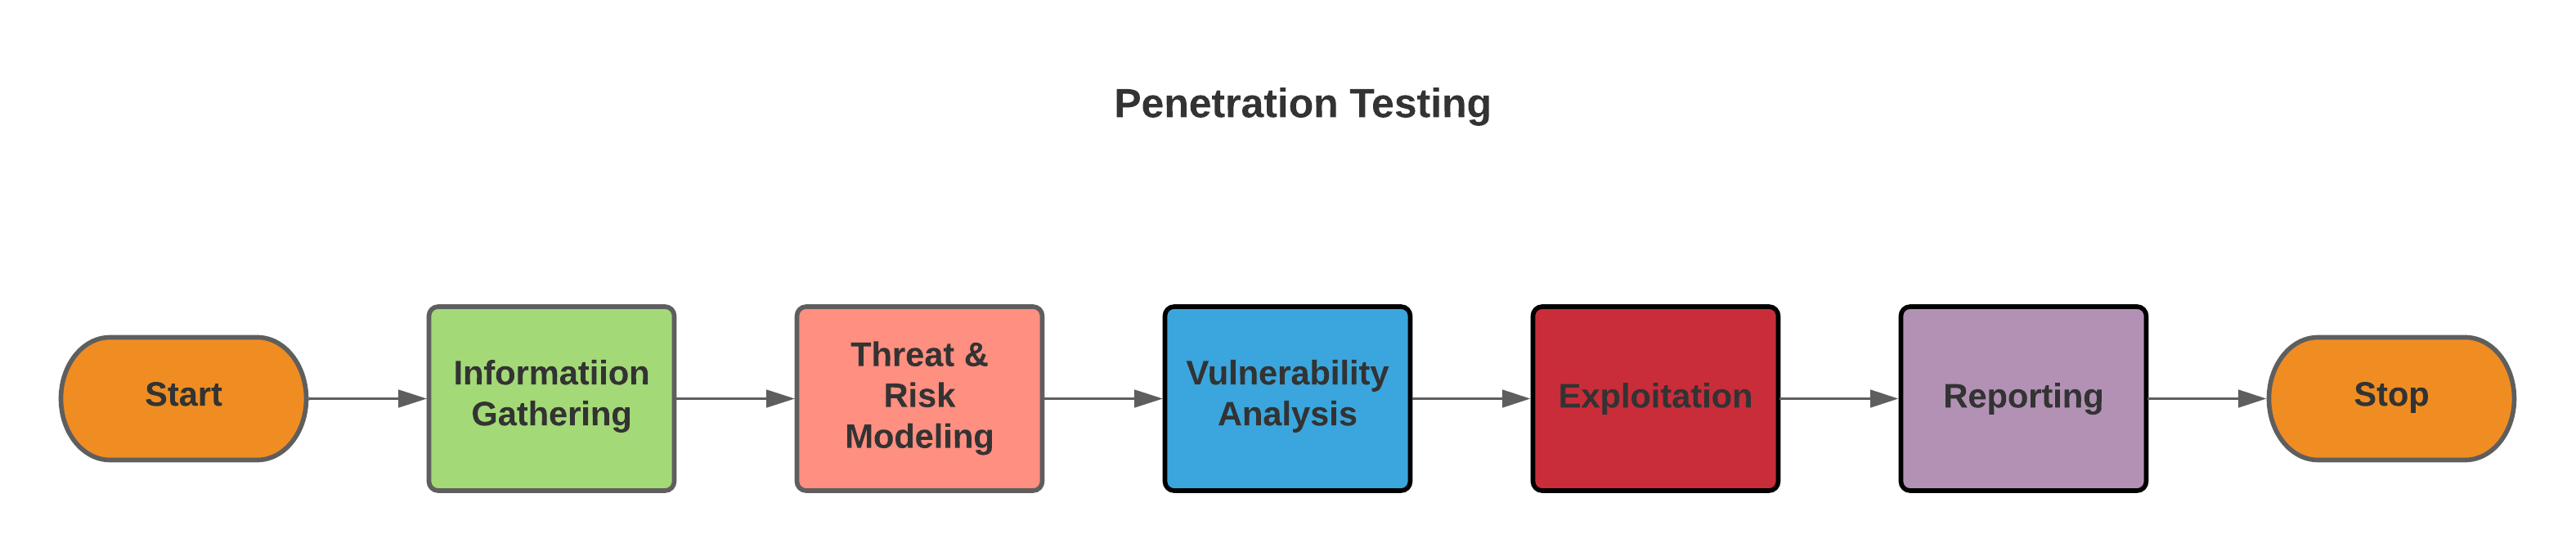 Penetration Testing
Start
Informatiion
Gathering
Threat &
Risk
Modeling
Vulnerability
Analysis
Exploitation
Reporting
Stop